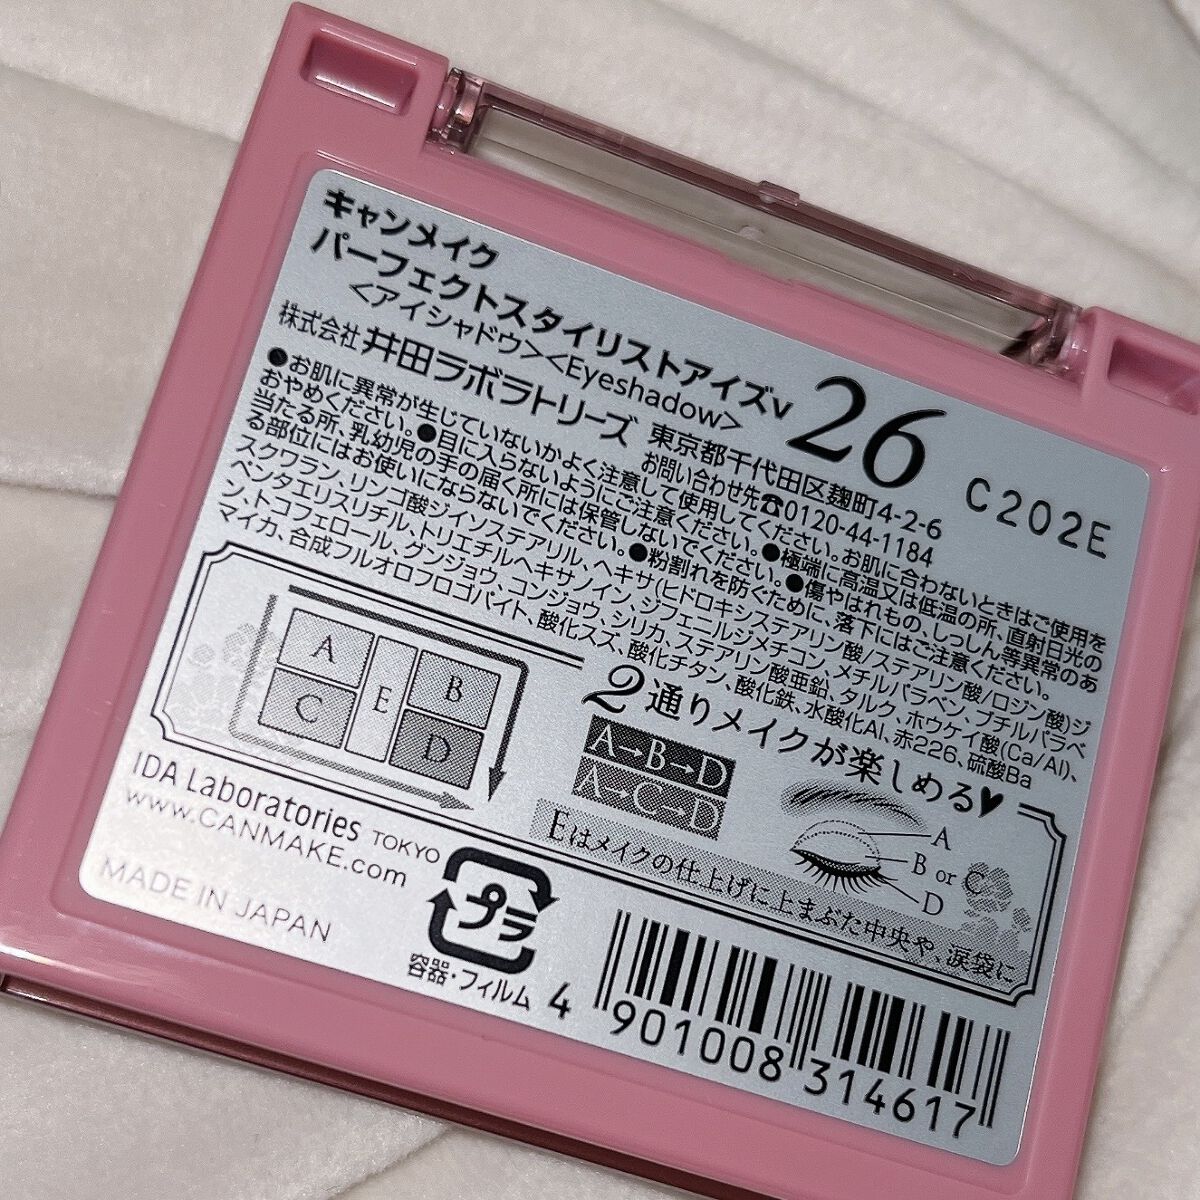 キャンメイク
パーフェクトスタイリストアイズv
26
<アイシャドウ><Eyeshadow>
C202E
株式会社 井田ラボラトリーズ 東京都千代田区麹町4-2-6
お問い合わせ先☎0120-44-1184
●お肌に異常が生じていないかよく注意して使用してください。お肌に合わないときはご使用を
おやめください。●目に入らないようにご注意ください。●極端に高温又は低温の所、直射日光の
当たる所、乳幼児の手の届く所には保管しないでください。●傷やはれもの、しっしん等異常のあ
る部位にはお使いにならないでください。●粉割れを防ぐために、落下にはご注意ください。
スクワラン、リンゴ酸ジイソステアリル、ヘキサ(ヒドロキシステアリン酸/ステアリン酸/ロジン酸)ジ
ペンタエリスリチル、トリエチルヘキサノイン、ジフェニルジメチコン、メチルパラベン、ブチルパラベ
ン、トコフェロール、グンジョウ、コンジョウ、シリカ、ステアリン酸亜鉛、タルク、ホウケイ酸(Ca/Al)、
マイカ、合成フルオロフロゴパイト、酸化スズ、酸化チタン、酸化鉄、水酸化Al、赤226、硫酸Ba
2通りメイクが楽しめる♥
A
B
C
D
E
A→B→D
A→C→D
A
B or C
D
Eはメイクの仕上げに上まぶた中央や、涙袋に
IDA Laboratories TOKYO
www.CANMAKE.com
MADE IN JAPAN
プラ
容器・フィルム
4 901008 314617